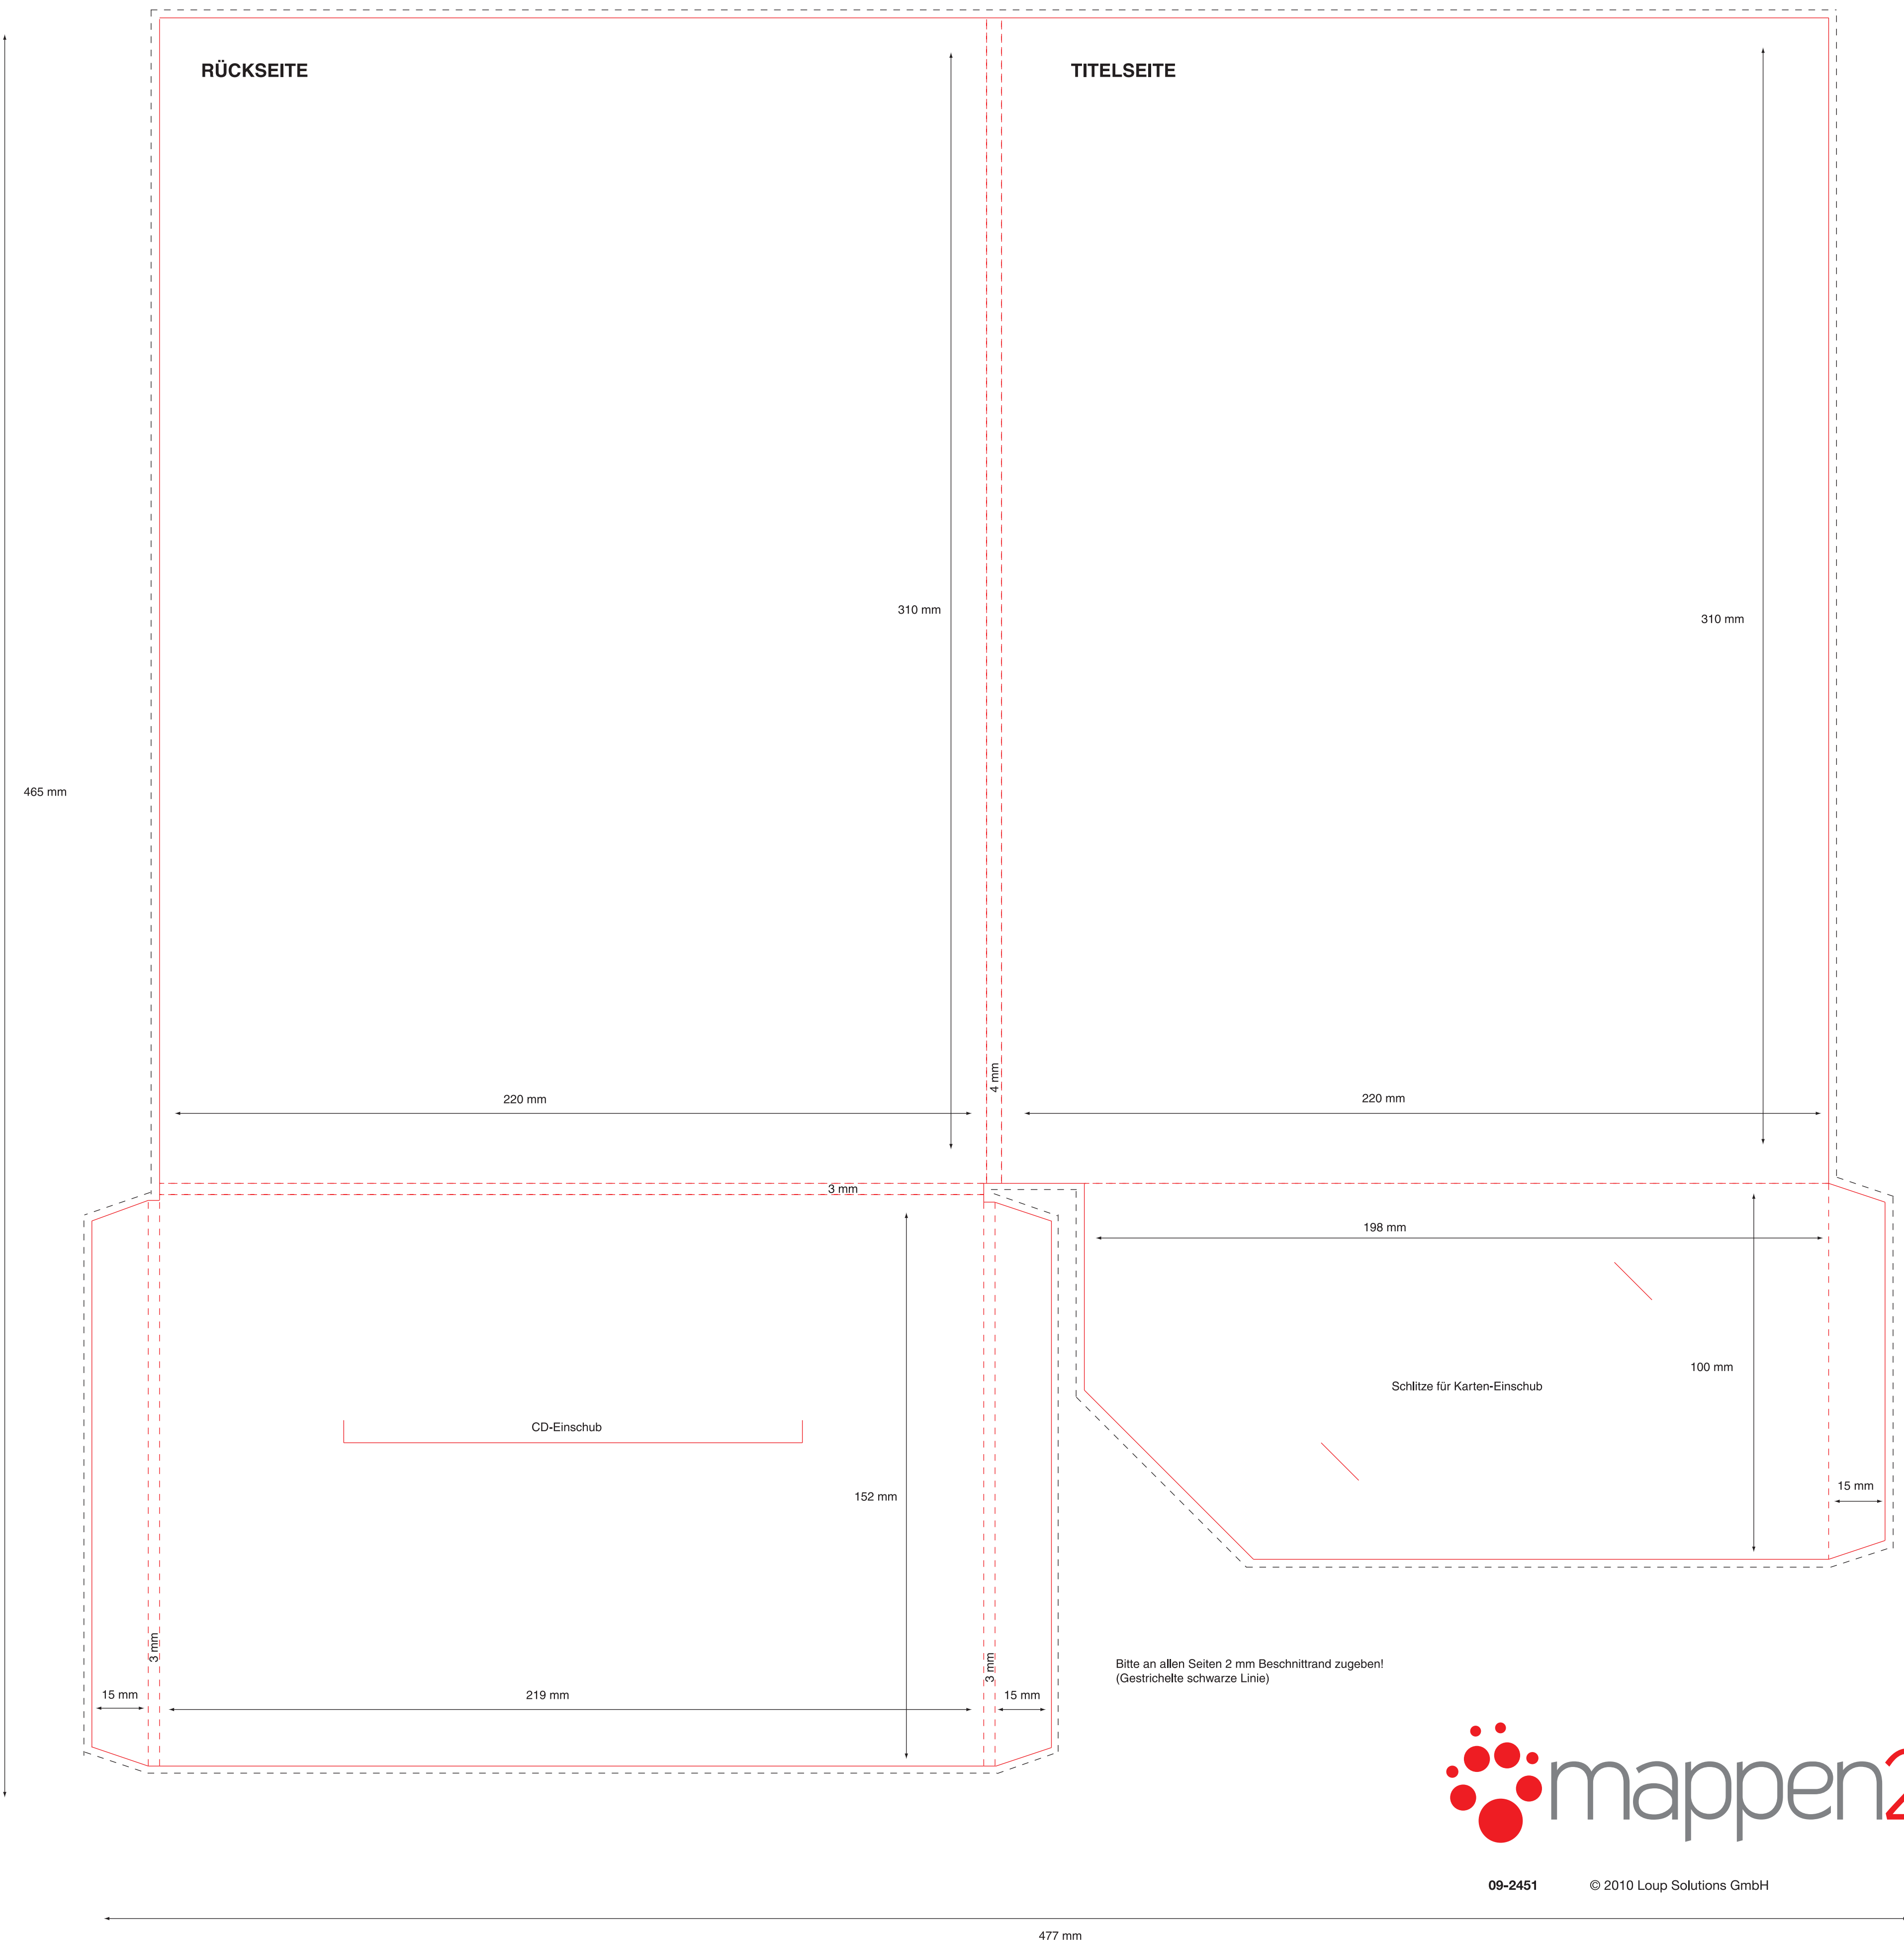 RÜCKSEITE
TITELSEITE
310 mm
310 mm
465 mm
4 mm
220 mm
220 mm
3 mm
198 mm
100 mm
Schlitze für Karten-Einschub
CD-Einschub
152 mm
15 mm
3 mm
3 mm
Bitte an allen Seiten 2 mm Beschnittrand zugeben!
(Gestrichelte schwarze Linie)
15 mm
219 mm
15 mm
mappen2
09-2451 © 2010 Loup Solutions GmbH
477 mm